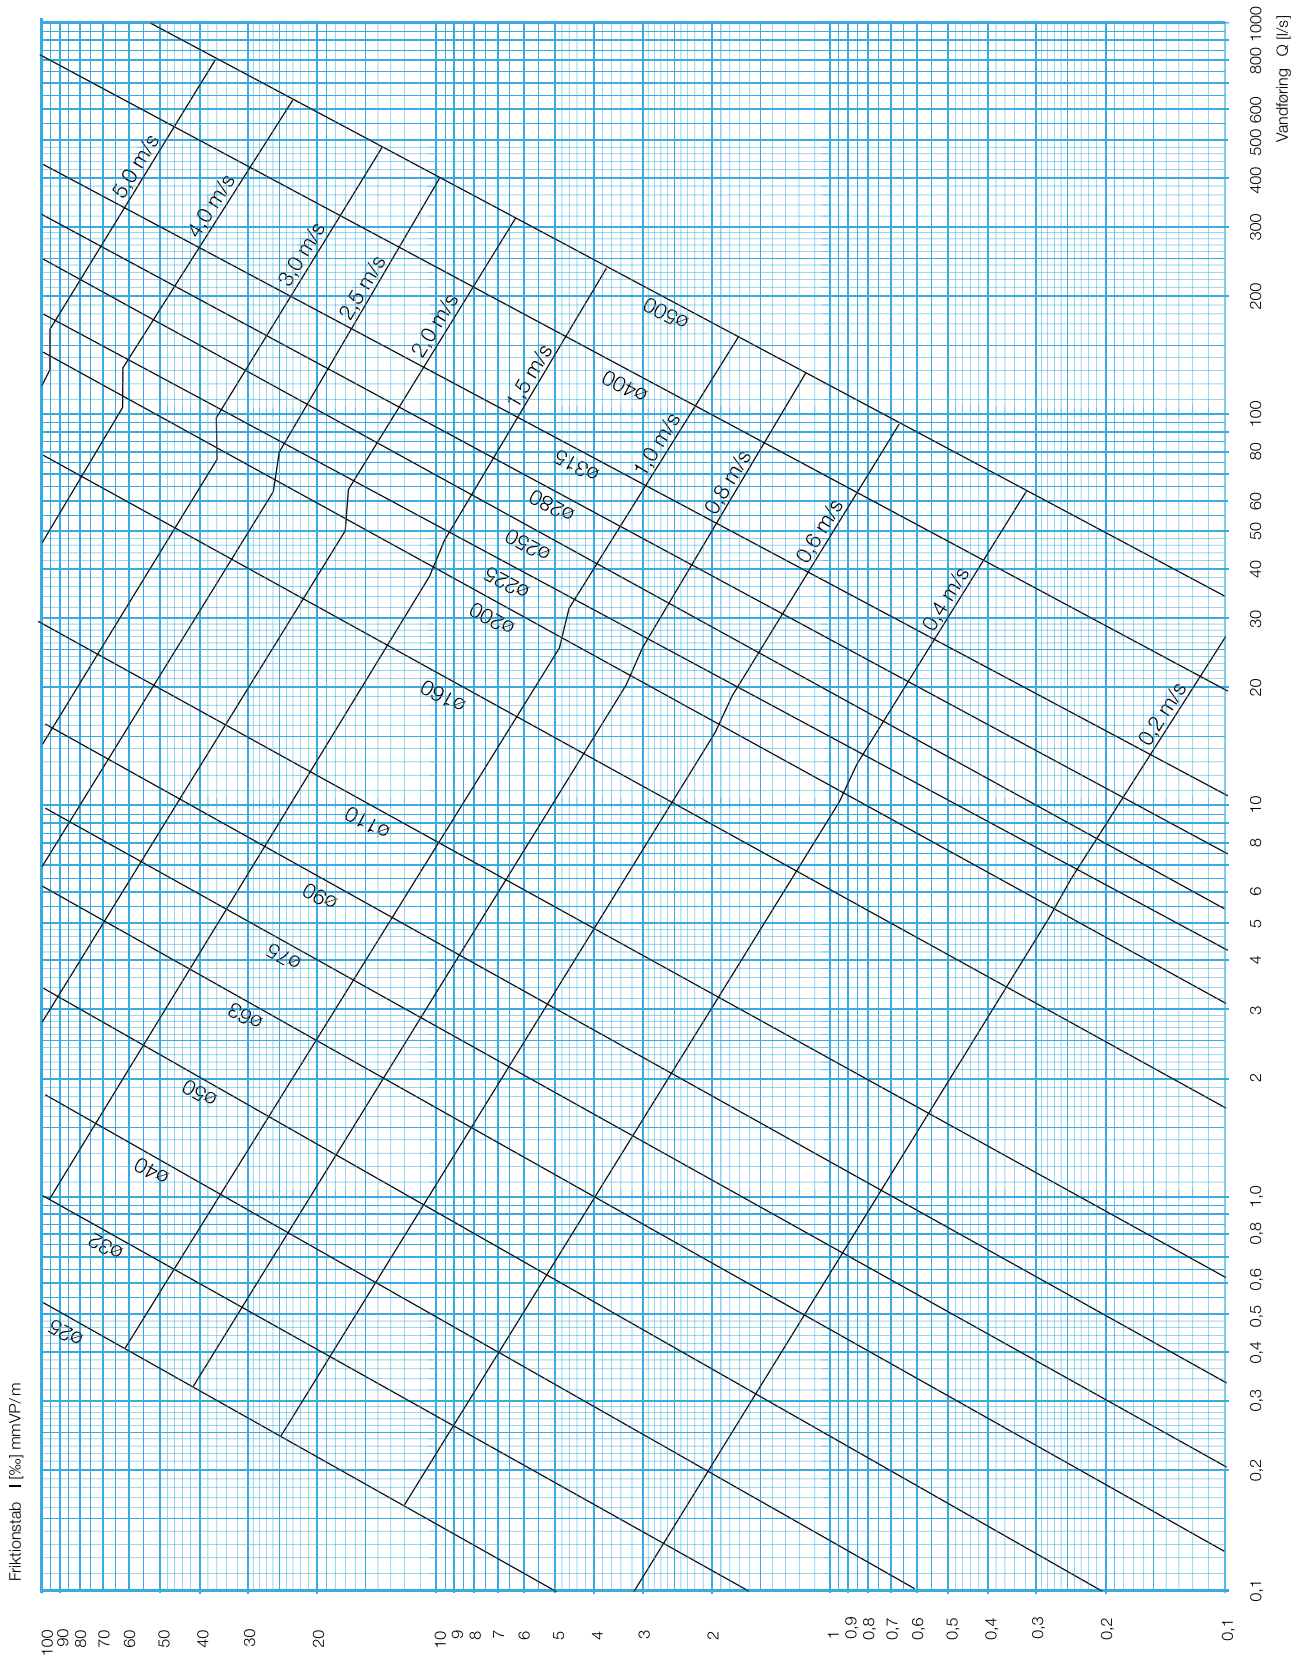 Friktionstab I [‰] mmVP/m
Vandføring Q [l/s]
1000
800
600
500
400
300
200
100
80
60
50
40
30
20
10
8
6
5
4
3
2
1,0
0,8
0,6
0,5
0,4
0,3
0,2
0,1
100
90
80
70
60
50
40
30
20
10
9
8
7
6
5
4
3
2
1
0,9
0,8
0,7
0,6
0,5
0,4
0,3
0,2
0,1
5,0 m/s
4,0 m/s
3,0 m/s
2,5 m/s
2,0 m/s
1,5 m/s
1,0 m/s
0,8 m/s
0,6 m/s
0,4 m/s
0,2 m/s
ø500
ø400
ø315
ø280
ø250
ø225
ø200
ø160
ø110
ø90
ø75
ø63
ø50
ø40
ø32
ø25